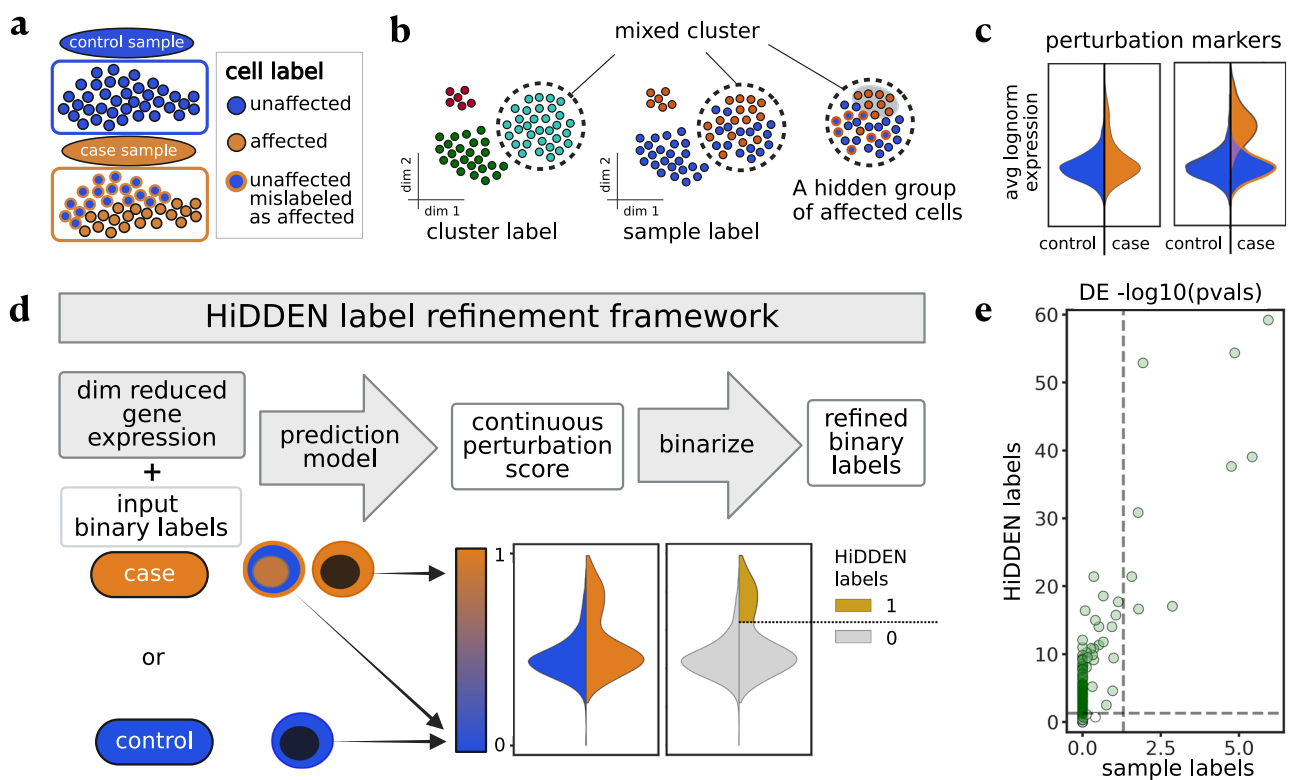 a
control sample
case sample
cell label
unaffected
affected
unaffected
mislabeled
as affected
b
mixed cluster
dim 2
dim 1
cluster label
dim 2
dim 1
sample label
A hidden group
of affected cells
c
perturbation markers
avg lognorm
expression
control
case
control
case
d
HiDDEN label refinement framework
dim reduced
gene
expression
+
input
binary labels
prediction
model
continuous
perturbation
score
binarize
refined
binary
labels
case
or
control
1
0
HiDDEN
labels
1
0
e
DE -log10(pvals)
HiDDEN labels
60
50
40
30
20
10
0
0.0
2.5
5.0
sample labels